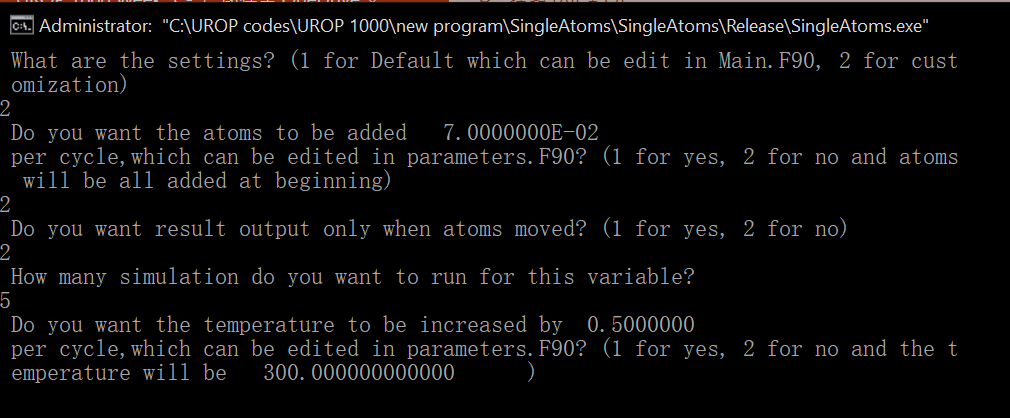 Administrator: "C:\UROP codes\UROP 1000\new program\SingleAtoms\SingleAtoms\Release\SingleAtoms.exe"
What are the settings? (1 for Default which can be edit in Main.F90, 2 for cust
omization)
2
Do you want the atoms to be added   7.0000000E-02
per cycle,which can be edited in parameters.F90? (1 for yes, 2 for no and atoms
will be all added at beginning)
2
Do you want result output only when atoms moved? (1 for yes, 2 for no)
2
How many simulation do you want to run for this variable?
5
Do you want the temperature to be increased by  0.5000000
per cycle,which can be edited in parameters.F90? (1 for yes, 2 for no and the t
emperature will be   300.000000000000      )